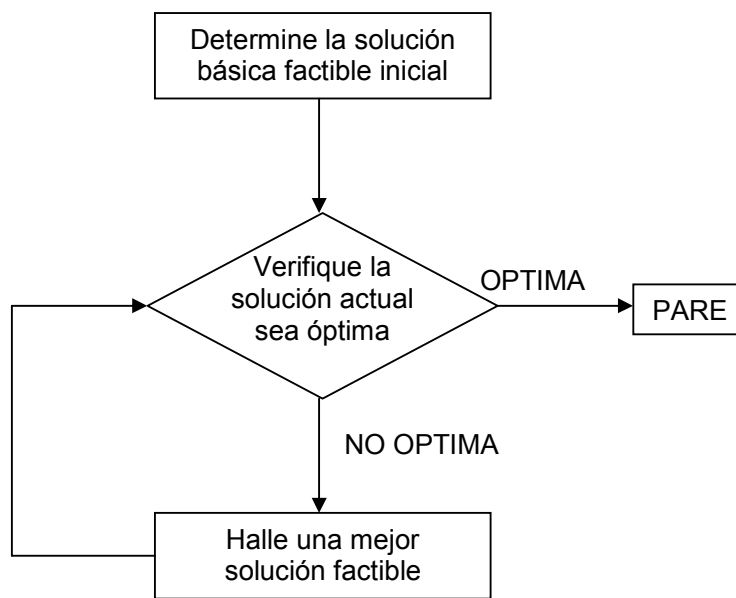 Determine la solución
básica factible inicial
Verifique la
solución actual
sea óptima
OPTIMA
PARE
NO OPTIMA
Halle una mejor
solución factible